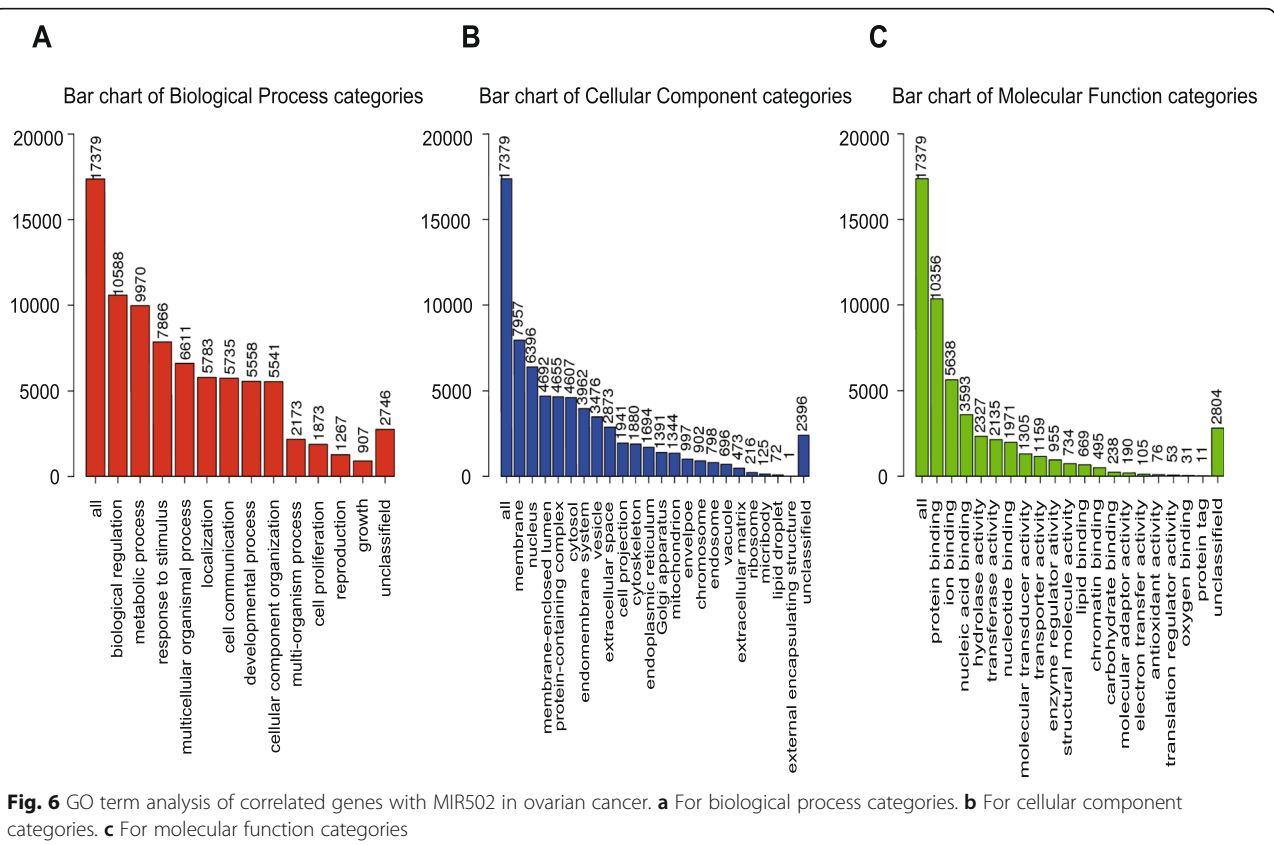 A
B
C
Bar chart of Biological Process categories
Bar chart of Cellular Component categories
Bar chart of Molecular Function categories
20000
15000
10000
5000
0
17379
10588
9970
7866
6611
5783
5735
5558
5541
2173
1873
1267
907
2746
all
biological regulation
metabolic process
response to stimulus
multicellular organismal process
localization
cell communication
developmental process
cellular component organization
multi-organism process
cell proliferation
reproduction
growth
unclassifield
20000
15000
10000
5000
0
17379
7957
6396
4692
4655
4607
3962
3476
2873
1941
1880
1694
1391
1344
997
902
798
696
473
216
125
72
1
2396
all
membrane
nucleus
membrane-enclosed lumen
protein-containing complex
cytosol
endomembrane system
vesicle
extracellular space
cell projection
cytoskeleton
endoplasmic reticulum
Golgi apparatus
mitochondrion
envelpoe
chromosome
endosome
vacuole
extracellular matrix
ribosome
micribody
lipid droplet
external encapsulating structure
unclassifield
20000
15000
10000
5000
0
17379
10356
5638
3593
2327
2135
1971
1305
1159
955
734
669
495
238
190
105
76
53
31
11
2804
all
protein binding
ion binding
nucleic acid binding
hydrolase activity
transferase activity
nucleotide binding
molecular transducer activity
transporter activity
enzyme regulator ativity
structural molecule activity
lipid binding
chromatin binding
carbohydrate binding
molecular adaptor activity
electron transfer activity
antioxidant activity
translation regulator activity
oxygen binding
protein tag
unclassifield
Fig. 6 GO term analysis of correlated genes with MIR502 in ovarian cancer. a For biological process categories. b For cellular component
categories. c For molecular function categories